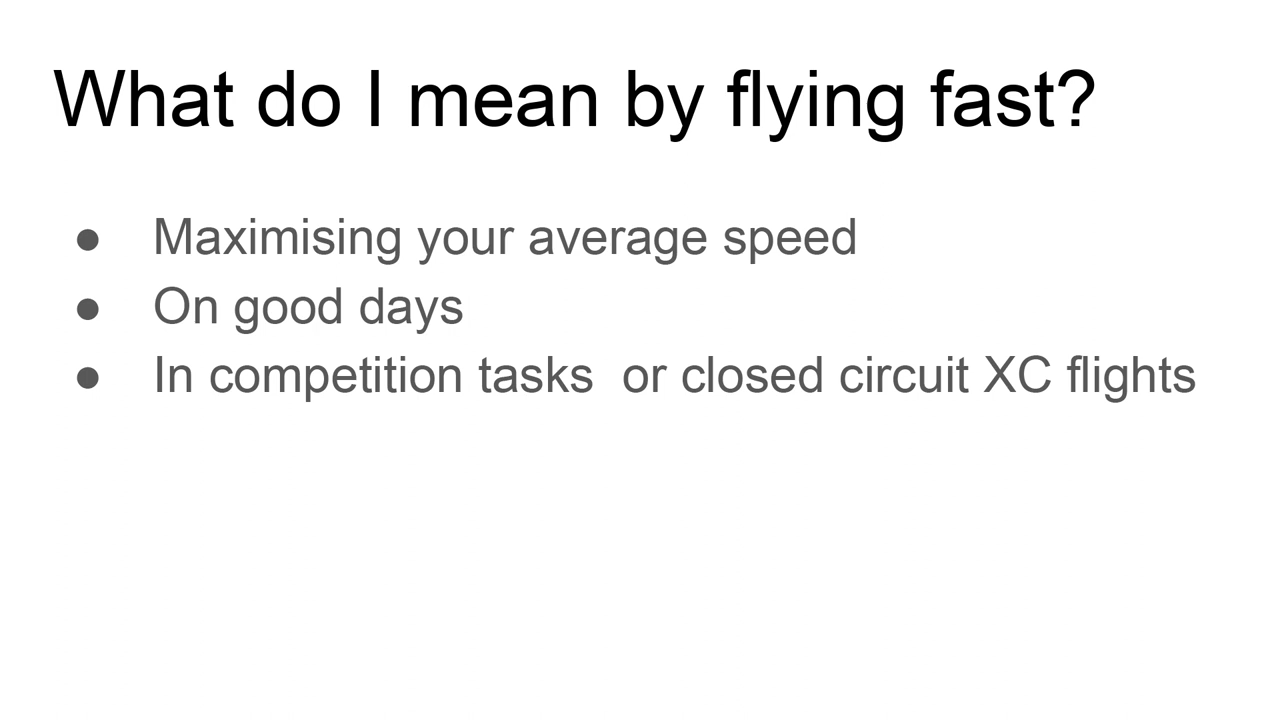 What do I mean by flying fast?
● Maximising your average speed
● On good days
● In competition tasks  or closed circuit XC flights